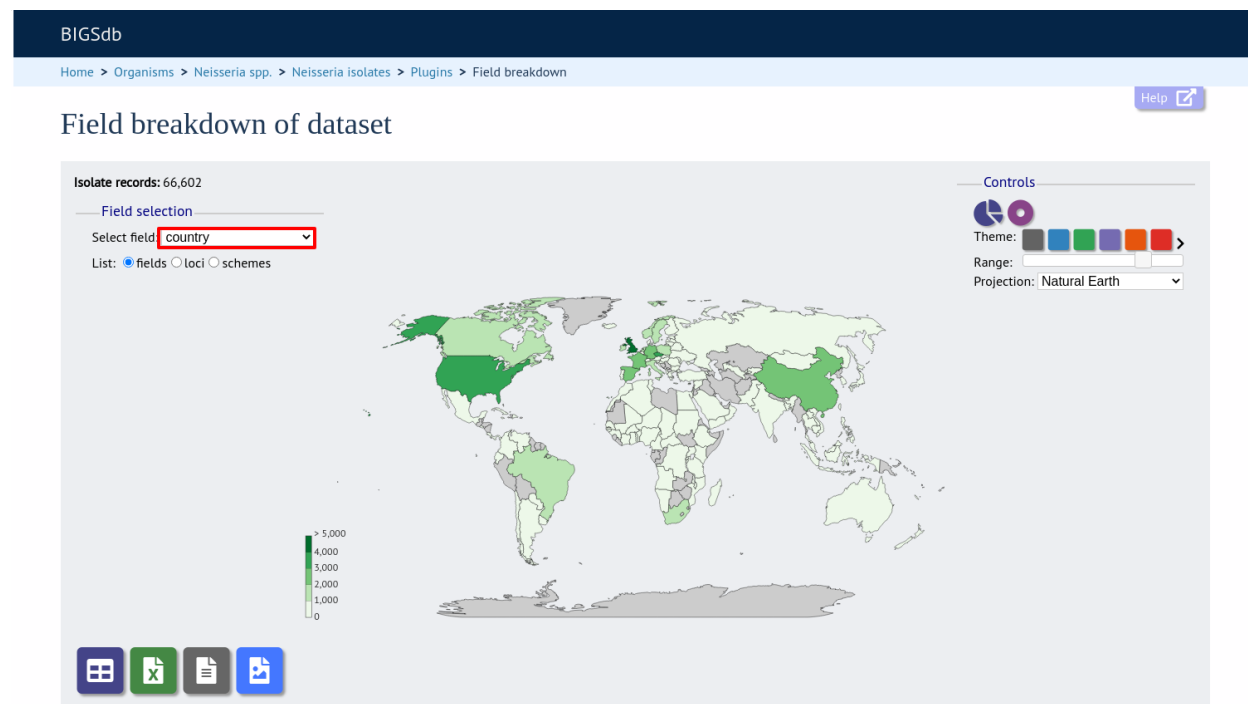 BIGSdb
Home > Organisms > Neisseria spp. > Neisseria isolates > Plugins > Field breakdown
Help
Field breakdown of dataset
Isolate records: 66,602
Field selection
Select field: country
List: fields loci schemes
Controls
Theme:
Range:
Projection: Natural Earth
> 5,000
4,000
3,000
2,000
1,000
0